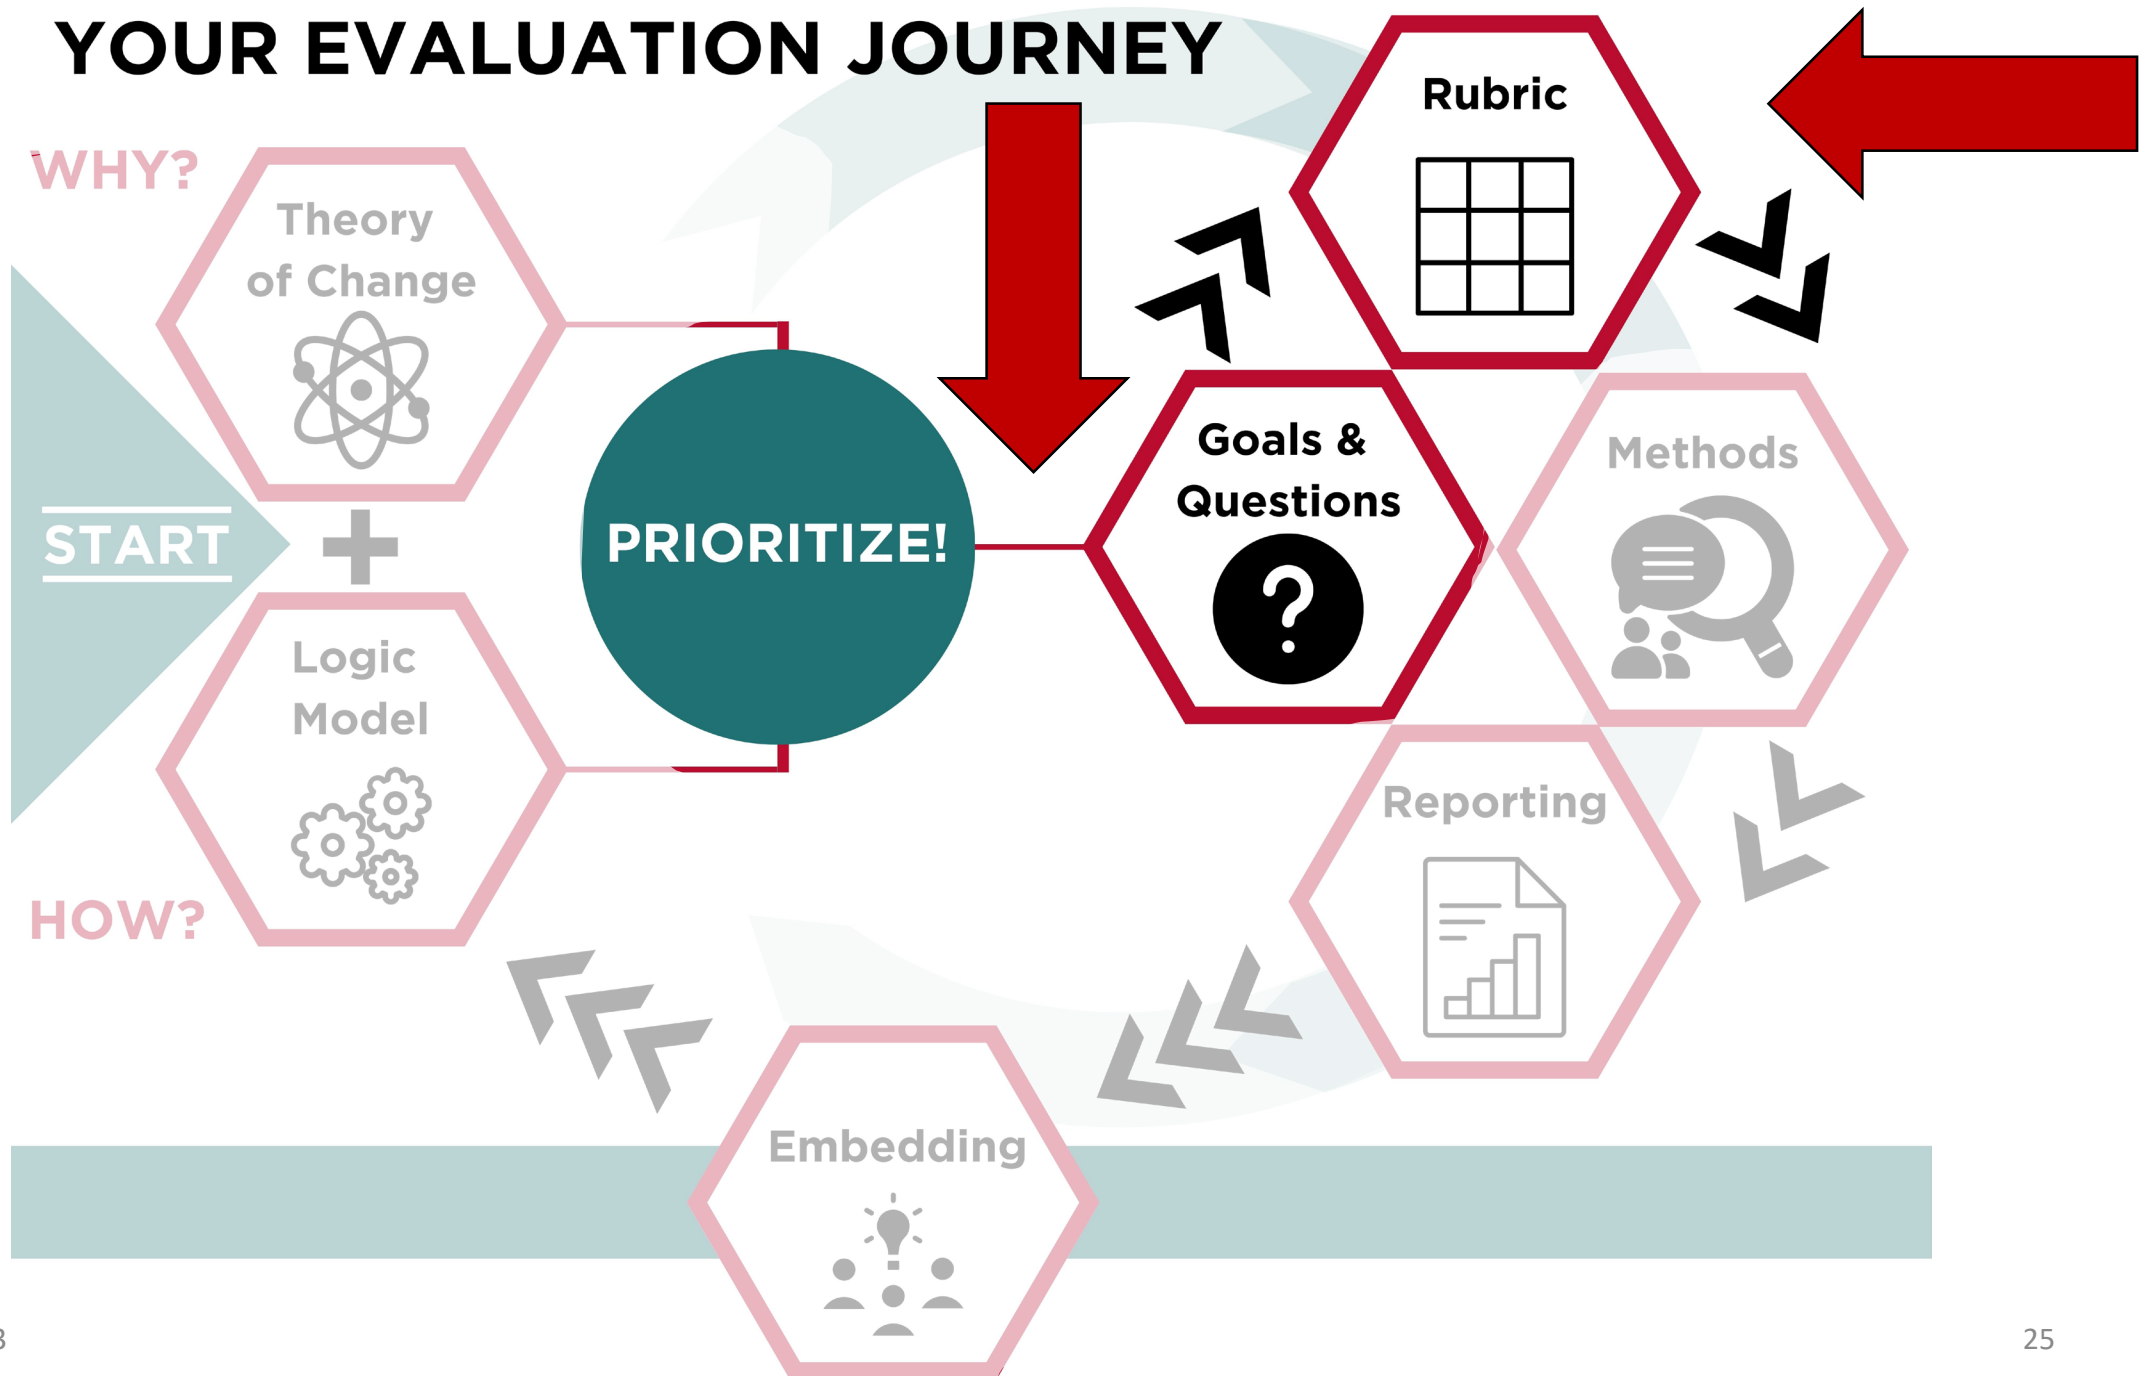 YOUR EVALUATION JOURNEY
WHY?
Theory
of Change
START
Logic
Model
HOW?
PRIORITIZE!
Goals &
Questions
Rubric
Methods
Reporting
Embedding
25